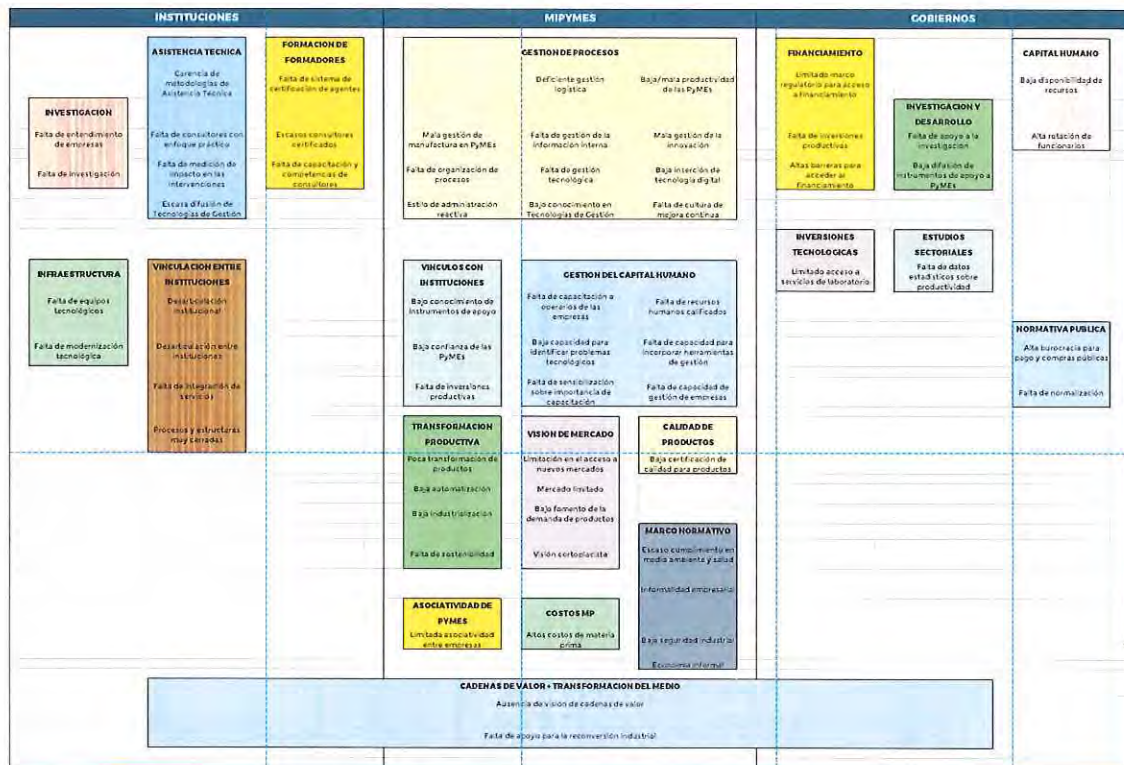 INSTITUCIONES
MIPYMES
GOBIERNOS
ASISTENCIA TECNICA
Carencia de
metodologías de
Asistencia Técnica
Falta de consultores con
enfoque práctico
Falta de medición de
impacto en las
intervenciones
Escasa difusión de
Tecnologías de Gestión
FORMACION DE
FORMADORES
Falta de sistema de
certificación de agentes
Escasos consultores
certificados
Falta de capacitación y
competencias de
consultores
INVESTIGACION
Falta de entendimiento
de empresas
Falta de investigación
INFRAESTRUCTURA
Falta de equipos
tecnológicos
Falta de modernización
tecnológica
VINCULACION ENTRE
INSTITUCIONES
Desarticulación
institucional
Desarticulación entre
instituciones
Falta de integración de
servicios
Procesos y estructuras
muy cerradas
GESTION DE PROCESOS
Deficiente gestión
logística
Baja/mala productividad
de las PyMEs
Mala gestión de
manufactura en PyMEs
Falta de gestión de la
información interna
Mala gestión de la
innovación
Falta de organización de
procesos
Falta de gestión
tecnológica
Baja inserción de
tecnología digital
Estilo de administración
reactiva
Bajo conocimiento en
Tecnologías de Gestión
Falta de cultura de
mejora continua
VINCULOS CON
INSTITUCIONES
Bajo conocimiento de
Instrumentos de apoyo
Baja confianza de las
PyMEs
Falta de inversiones
productivas
GESTION DEL CAPITAL HUMANO
Falta de capacitación a
operarios de las
empresas
Falta de recursos
humanos calificados
Baja capacidad para
identificar problemas
tecnológicos
Falta de capacidad para
incorporar herramientas
de gestión
Falta de sensibilización
sobre importancia de
capacitación
Falta de capacidad de
gestión de empresas
TRANSFORMACION
PRODUCTIVA
Poca transformación de
productos
Baja automatización
Baja industrialización
Falta de sostenibilidad
VISION DE MERCADO
Limitación en el acceso a
nuevos mercados
Mercado limitado
Bajo fomento de la
demanda de productos
Visión cortoplacista
CALIDAD DE
PRODUCTOS
Baja certificación de
calidad para productos
MARCO NORMATIVO
Escaso cumplimiento en
medio ambiente y salud
Informalidad empresarial
Baja seguridad industrial
Economía informal
ASOCIATIVIDAD DE
PYMES
Limitada asociatividad
entre empresas
COSTOS MP
Altos costos de materia
prima
FINANCIAMIENTO
Limitado marco
regulatorio para acceso
a financiamiento
Falta de inversiones
productivas
Altas barreras para
acceder al
financiamiento
INVESTIGACION Y
DESARROLLO
Falta de apoyo a la
investigación
Baja difusión de
instrumentos de apoyo a
PyMEs
CAPITAL HUMANO
Baja disponibilidad de
recursos
Alta rotación de
funcionarios
INVERSIONES
TECNOLOGICAS
Limitado acceso a
servicios de laboratorio
ESTUDIOS
SECTORIALES
Falta de datos
estadísticos sobre
productividad
NORMATIVA PUBLICA
Alta burocracia para
pago y compras públicas
Falta de normalización
CADENAS DE VALOR - TRANSFORMACION DEL MEDIO
Ausencia de visión de cadenas de valor
Falta de apoyo para la reconversión industrial